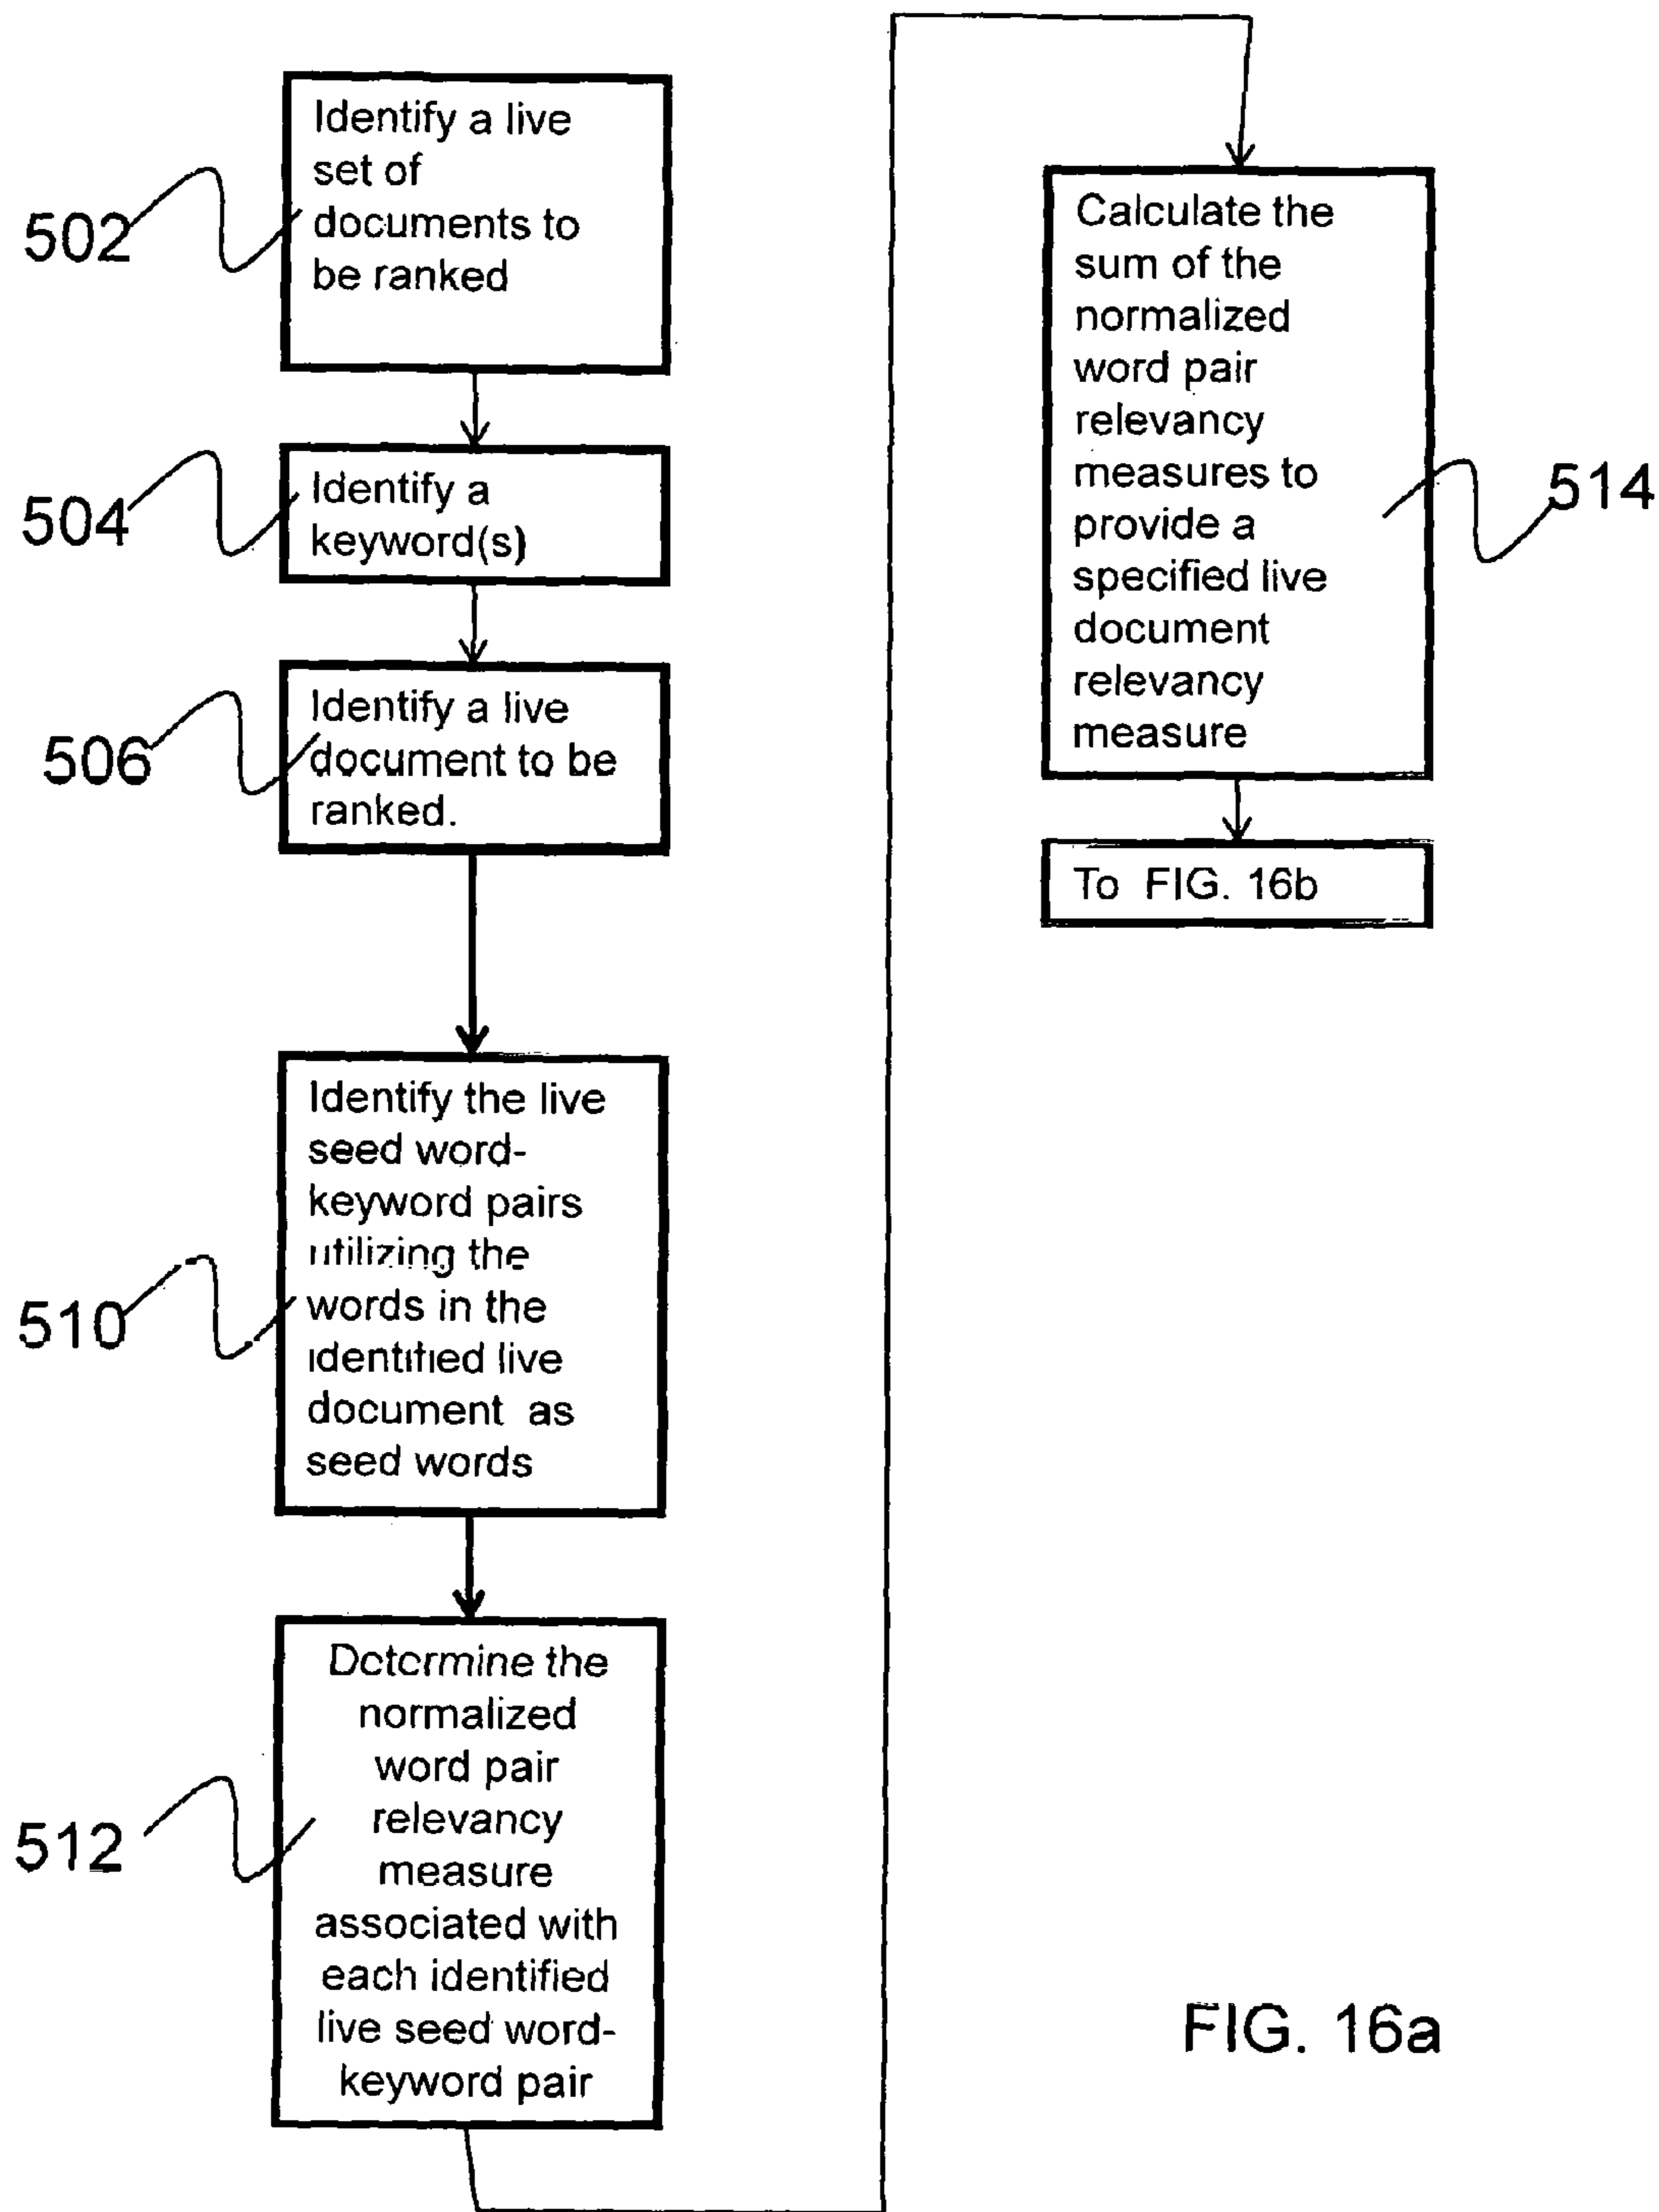 502
Identify a live
set of
documents to
be ranked
504
Identify a
keyword(s)
506
Identify a live
document to be
ranked.
510
Identify the live
seed word-
keyword pairs
utilizing the
words in the
identified live
document as
seed words
512
Determine the
normalized
word pair
relevancy
measure
associated with
each identified
live seed word-
keyword pair
Calculate the
sum of the
normalized
word pair
relevancy
measures to
provide a
specified live
document
relevancy
measure
514
To FIG. 16b
FIG. 16a